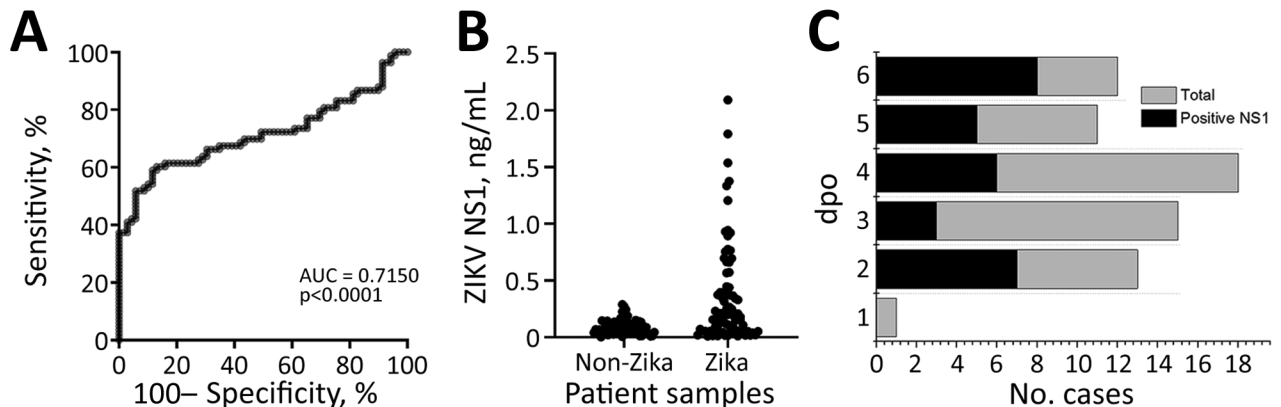 A
100
80
60
40
20
0
Sensitivity, %
AUC = 0.7150
p<0.0001
0 20 40 60 80 100
100– Specificity, %
B
2.5
2.0
1.5
1.0
0.5
0
ZIKV NS1, ng/mL
Non-Zika Zika
Patient samples
C
6
5
4
3
2
1
dpo
Total
Positive NS1
0 2 4 6 8 10 12 14 16 18
No. cases